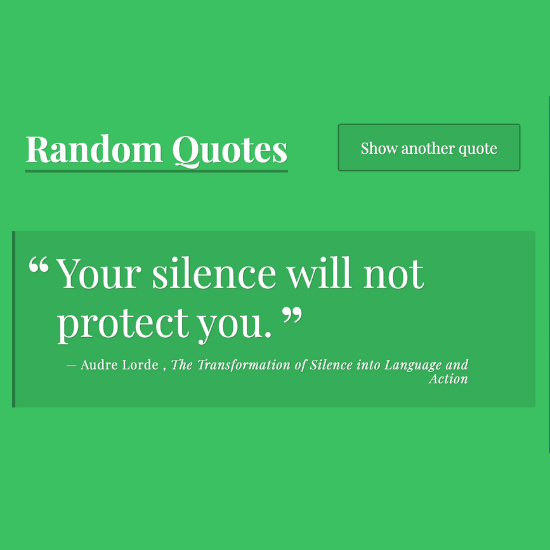 Random Quotes
Show another quote
“ Your silence will not
protect you. ”
— Audre Lorde , The Transformation of Silence into Language and
Action